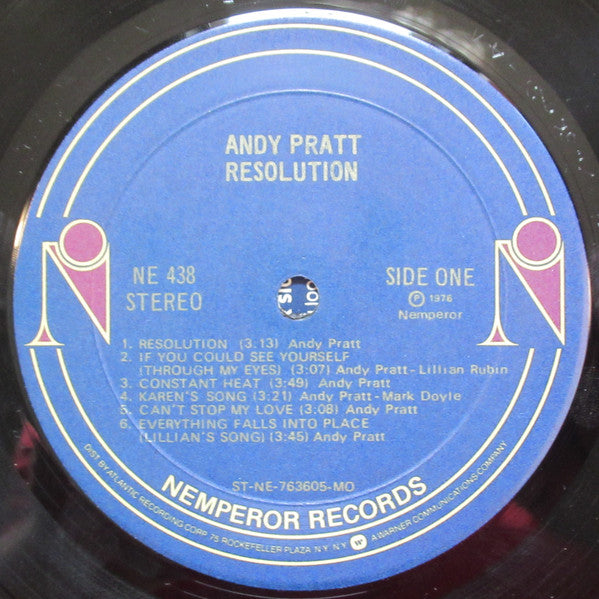 ANDY PRATT
RESOLUTION
NE 438
STEREO
SIDE ONE
Ⓟ 1976
Nemperor
1. RESOLUTION (3.13) Andy Pratt
2. IF YOU COULD SEE YOURSELF
(THROUGH MY EYES) (3:07) Andy Pratt-Lillian Rubin
3. CONSTANT HEAT (3:49) Andy Pratt
4. KAREN'S SONG (3:21) Andy Pratt-Mark Doyle
5. CAN'T STOP MY LOVE (3:08) Andy Pratt
6. EVERYTHING FALLS INTO PLACE
(LILLIAN'S SONG) (3:45) Andy Pratt
ST-NE-763605-MO
NEMPEROR RECORDS
DIST BY ATLANTIC RECORDING CORP. 75 ROCKEFELLER PLAZA N.Y. N.Y. W A WARNER COMMUNICATIONS COMPANY